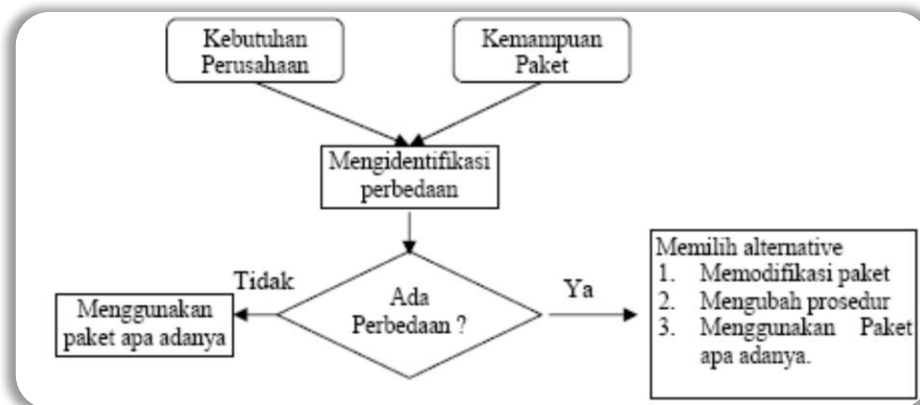 Kebutuhan
Perusahaan
Kemampuan
Paket
Mengidentifikasi
perbedaan
Tidak
Ada
Perbedaan ?
Ya
Menggunakan
paket apa adanya
Memilih alternative
1. Memodifikasi paket
2. Mengubah prosedur
3. Menggunakan Paket
apa adanya.